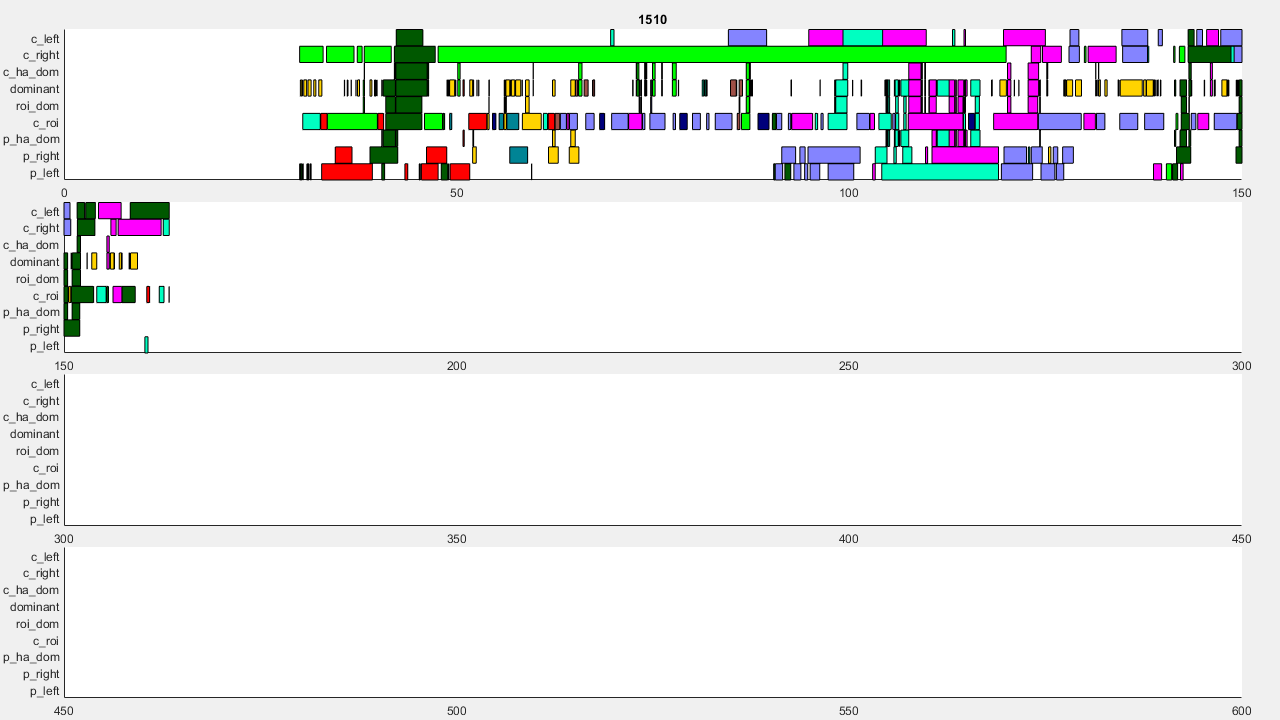 1510
c_left
c_right
c_ha_dom
dominant
roi_dom
c_roi
p_ha_dom
p_right
p_left
0 50 100 150
c_left
c_right
c_ha_dom
dominant
roi_dom
c_roi
p_ha_dom
p_right
p_left
150 200 250 300
c_left
c_right
c_ha_dom
dominant
roi_dom
c_roi
p_ha_dom
p_right
p_left
300 350 400 450
c_left
c_right
c_ha_dom
dominant
roi_dom
c_roi
p_ha_dom
p_right
p_left
450 500 550 600